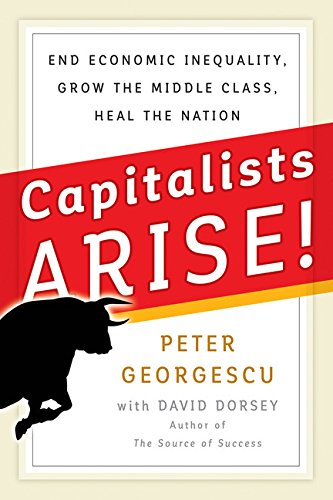 END ECONOMIC INEQUALITY,
GROW THE MIDDLE CLASS,
HEAL THE NATION
Capitalists
ARISE!
PETER
GEORGESCU
with DAVID DORSEY
Author of
The Source of Success